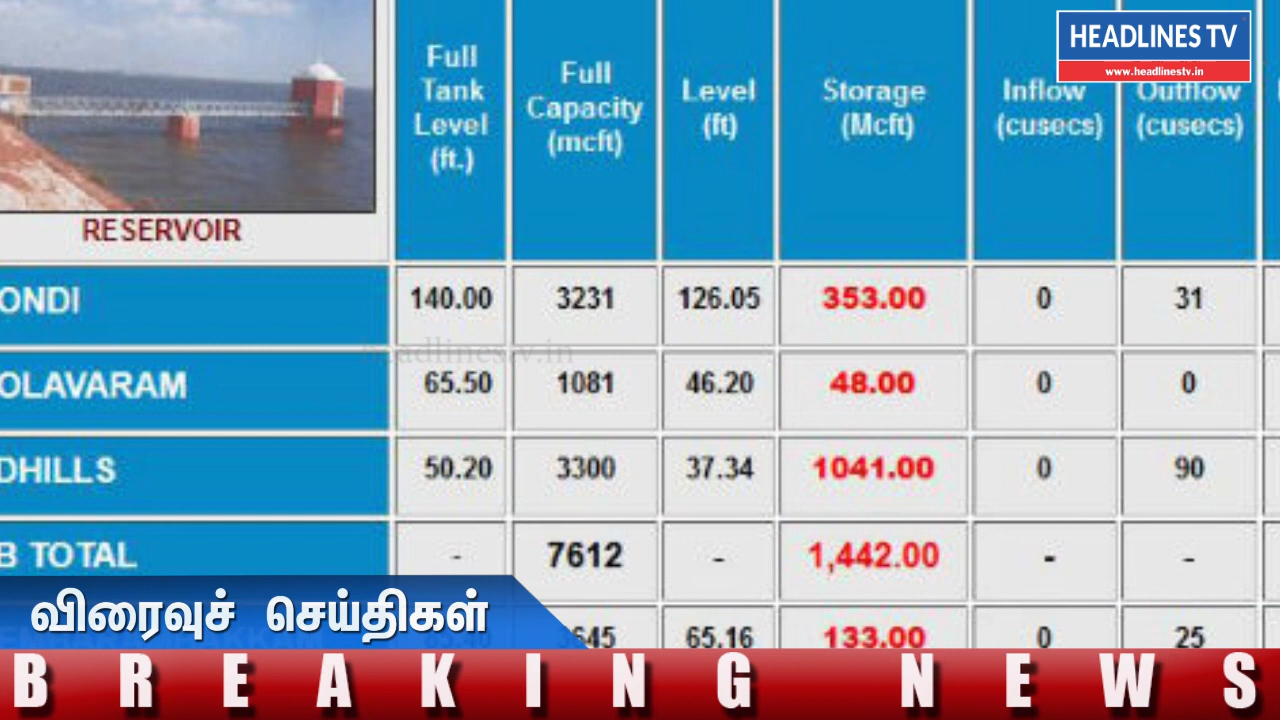 HEADLINES TV
www.headlinestv.in
Full Tank Level (ft.)
Full Capacity (mcft)
Level (ft)
Storage (Mcft)
Inflow (cusecs)
Outflow (cusecs)
RESERVOIR
ONDI 140.00 3231 126.05 353.00 0 31
headlinestv.in
OLAVARAM 65.50 1081 46.20 48.00 0 0
DHILLS 50.20 3300 37.34 1041.00 0 90
B TOTAL - 7612 - 1,442.00 - -
3645 65.16 133.00 0 25
விரைவுச் செய்திகள்
BREAKING NEWS